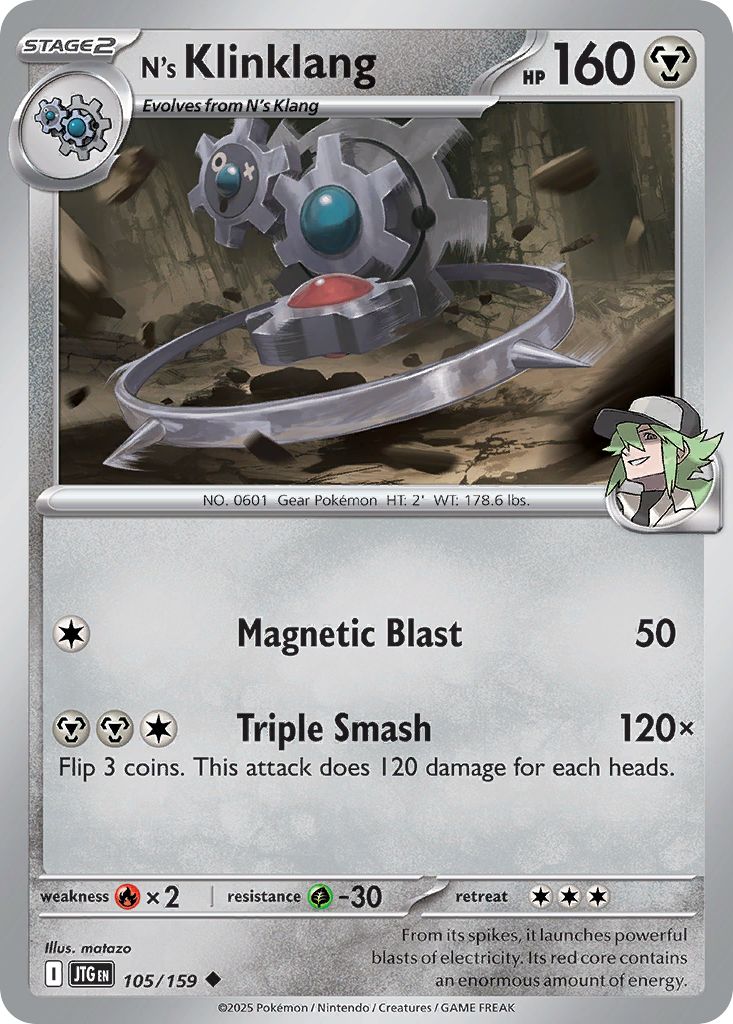 STAGE2
N's Klinklang
HP 160
Evolves from N's Klang
NO. 0601 Gear Pokémon HT: 2' WT: 178.6 lbs.
Magnetic Blast 50
Triple Smash 120×
Flip 3 coins. This attack does 120 damage for each heads.
weakness ×2 resistance -30 retreat
Illus. matazo
From its spikes, it launches powerful
blasts of electricity. Its red core contains
an enormous amount of energy.
I JTG EN 105/159
©2025 Pokémon / Nintendo / Creatures / GAME FREAK